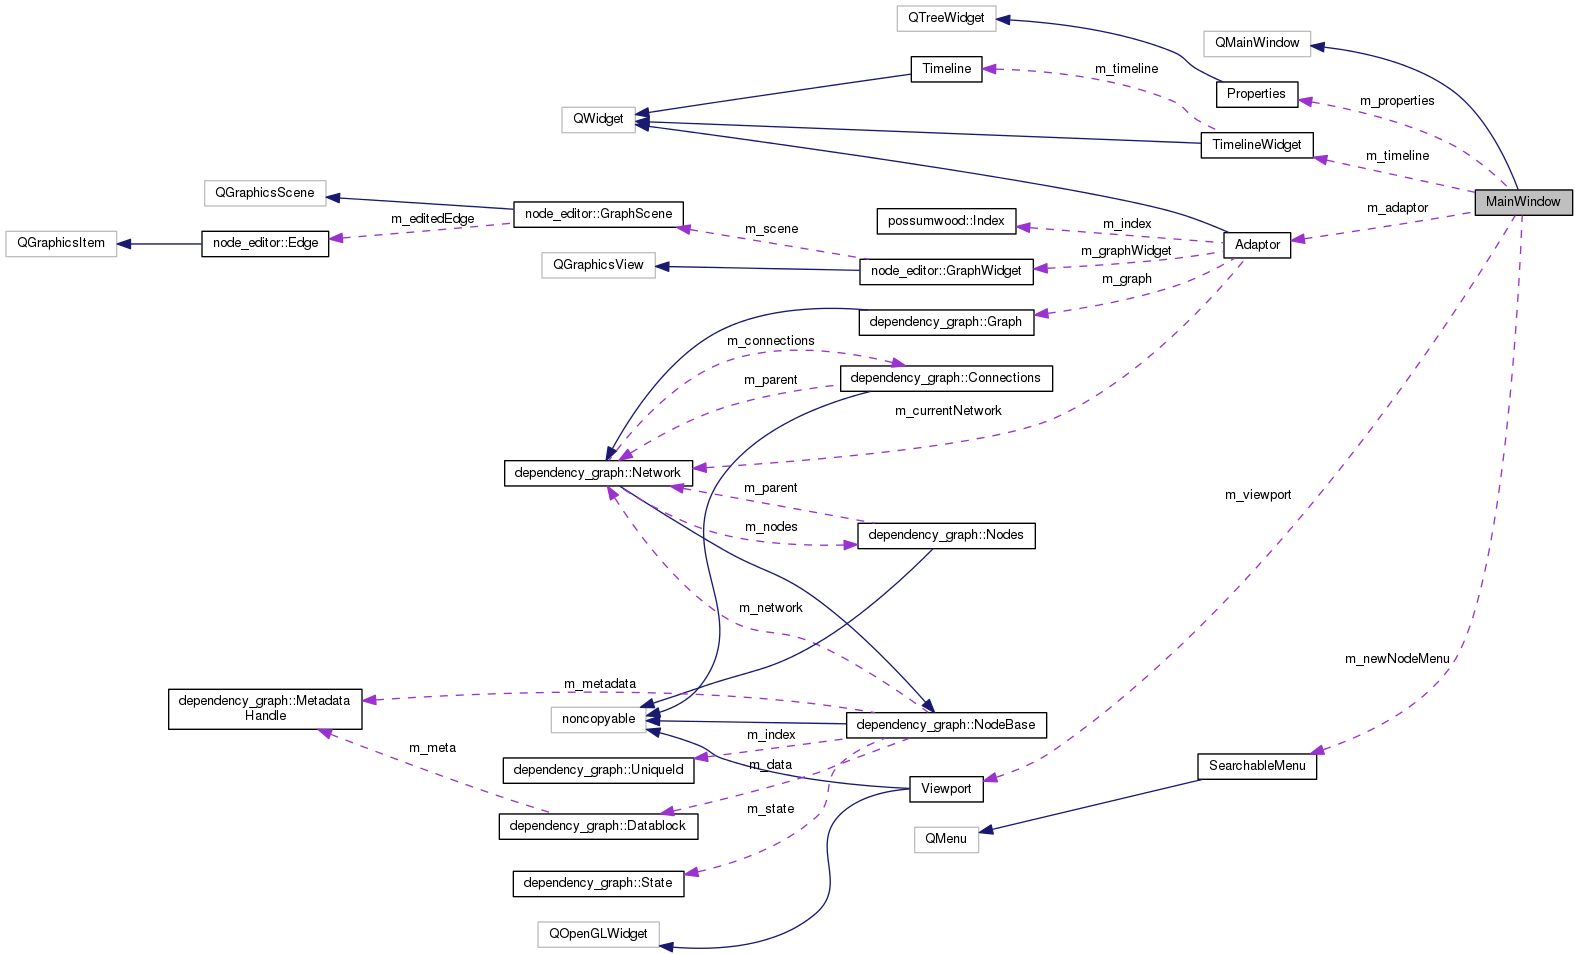 QTreeWidget
QMainWindow
Timeline
m_timeline
Properties
m_properties
QWidget
TimelineWidget
m_timeline
QGraphicsScene
m_editedEdge
node_editor::GraphScene
MainWindow
m_adaptor
possumwood::Index
m_index
m_scene
QGraphicsItem
node_editor::Edge
Adaptor
m_graphWidget
QGraphicsView
node_editor::GraphWidget
m_graph
dependency_graph::Graph
m_connections
m_parent
dependency_graph::Connections
m_currentNetwork
dependency_graph::Network
m_parent
m_viewport
m_nodes
dependency_graph::Nodes
m_network
m_newNodeMenu
m_metadata
dependency_graph::Metadata
Handle
noncopyable
dependency_graph::NodeBase
m_index
m_meta
dependency_graph::UniqueId
m_data
SearchableMenu
Viewport
m_state
dependency_graph::Datablock
QMenu
dependency_graph::State
QOpenGLWidget